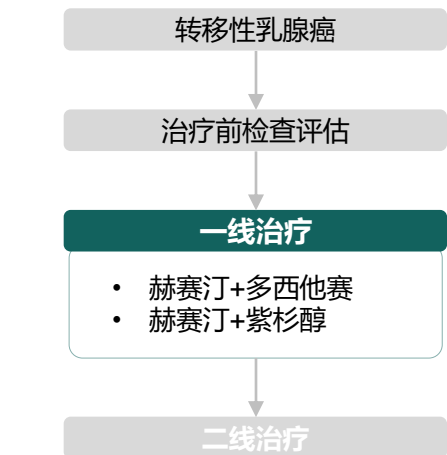 转移性乳腺癌
治疗前检查评估
一线治疗
• 赫赛汀+多西他赛
• 赫赛汀+紫杉醇
二线治疗